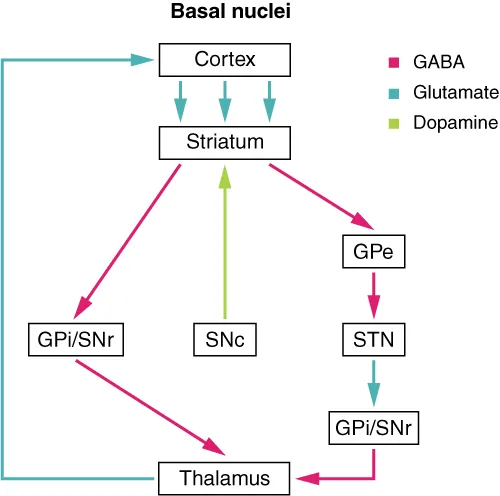 Basal nuclei
Cortex
GABA
Glutamate
Dopamine
Striatum
GPe
GPi/SNr
SNc
STN
GPi/SNr
Thalamus